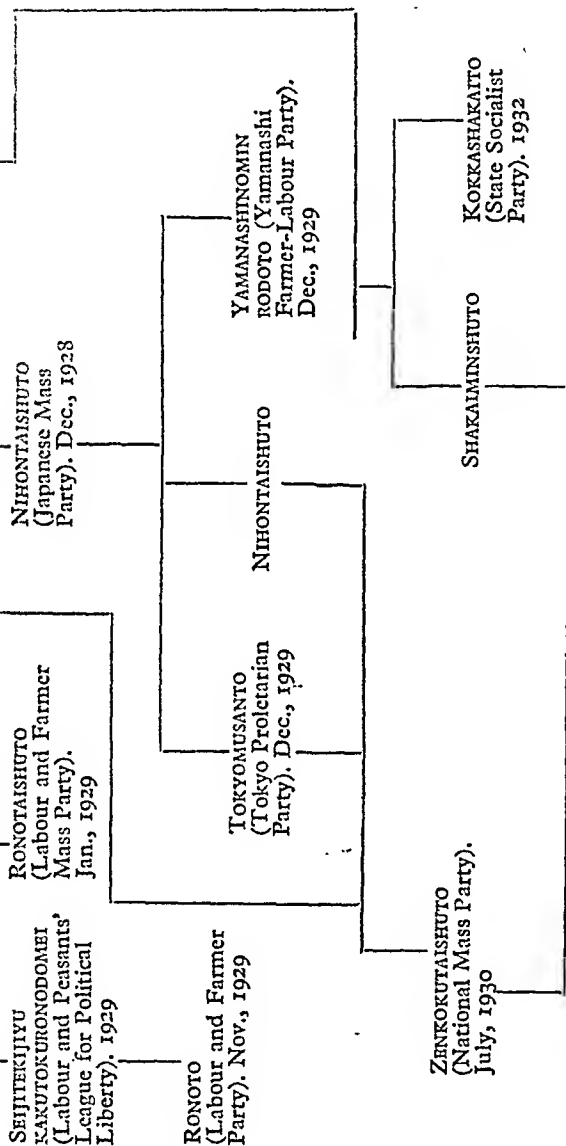 SEIJITEKIJIYU
KAKUTOKURONODOMEI
(Labour and Peasants'
League for Political
Liberty). 1929
RONOTAISHUTO
(Labour and Farmer
Mass Party).
Jan., 1929
NIHONTAISHUTO
(Japanese Mass
Party). Dec., 1928
RONOTO
(Labour and Farmer
Party). Nov., 1929
TOKYOMUSANTO
(Tokyo Proletarian
Party). Dec., 1929
NIHONTAISHUTO
YAMANASHINOMIN
RODOTO (Yamanashi
Farmer-Labour Party).
Dec., 1929
ZENKOKUTAISHUTO
(National Mass Party).
July, 1930
SHAKAIMINSHUTO
KOKKASHAKAITO
(State Socialist
Party). 1932